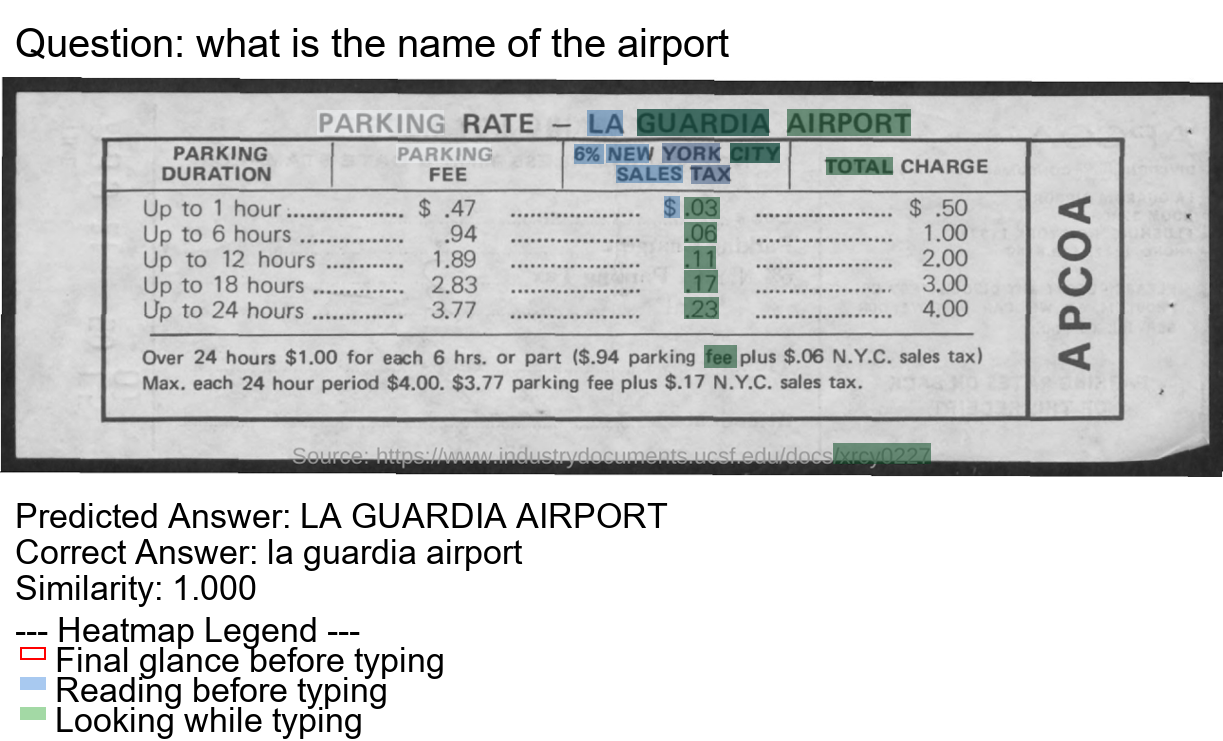 Question: what is the name of the airport
PARKING RATE – LA GUARDIA AIRPORT
PARKING DURATION PARKING FEE 6% NEW YORK CITY SALES TAX TOTAL CHARGE
Up to 1 hour :................... $ .47 ..................... $ .03 ...................... $ .50
Up to 6 hours .................. .94 ..................... .06 ...................... 1.00
Up to 12 hours ............. 1.89 ..................... .11 ...................... 2.00
Up to 18 hours ............... 2.83 ..................... .17 ...................... 3.00
Up to 24 hours ............... 3.77 ..................... .23 ...................... 4.00
Over 24 hours $1.00 for each 6 hrs. or part ($.94 parking fee plus $.06 N.Y.C. sales tax)
Max. each 24 hour period $4.00. $3.77 parking fee plus $.17 N.Y.C. sales tax.
APCOA
Source: https://www.industrydocuments.ucsf.edu/docs/xrcy0227
Predicted Answer: LA GUARDIA AIRPORT
Correct Answer: la guardia airport
Similarity: 1.000
--- Heatmap Legend ---
Final glance before typing
Reading before typing
Looking while typing